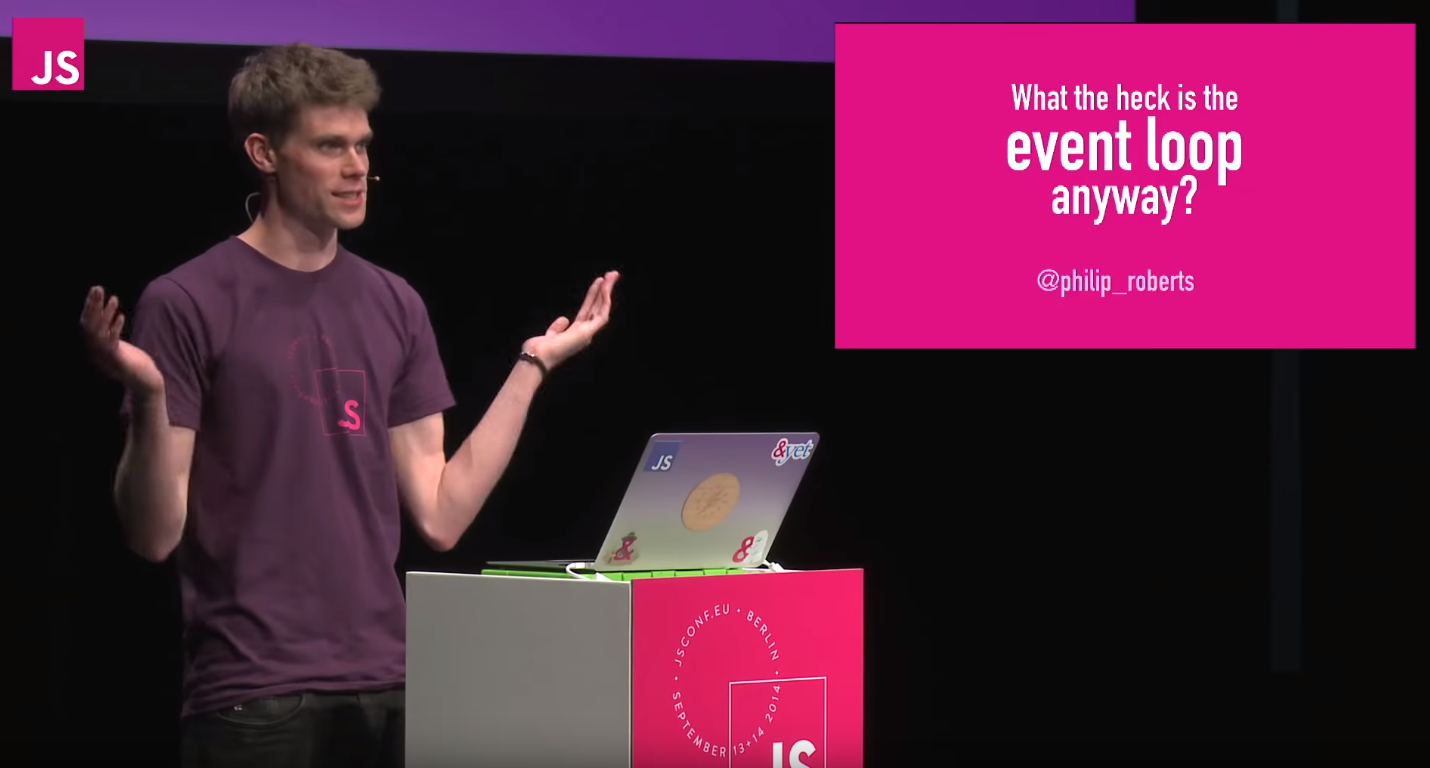 JS
What the heck is the
event loop
anyway?
@philip_roberts
JS
JS
&yet
&
&
JSCONF.EU • BERLIN • SEPTEMBER 13+14 2014 •
JS